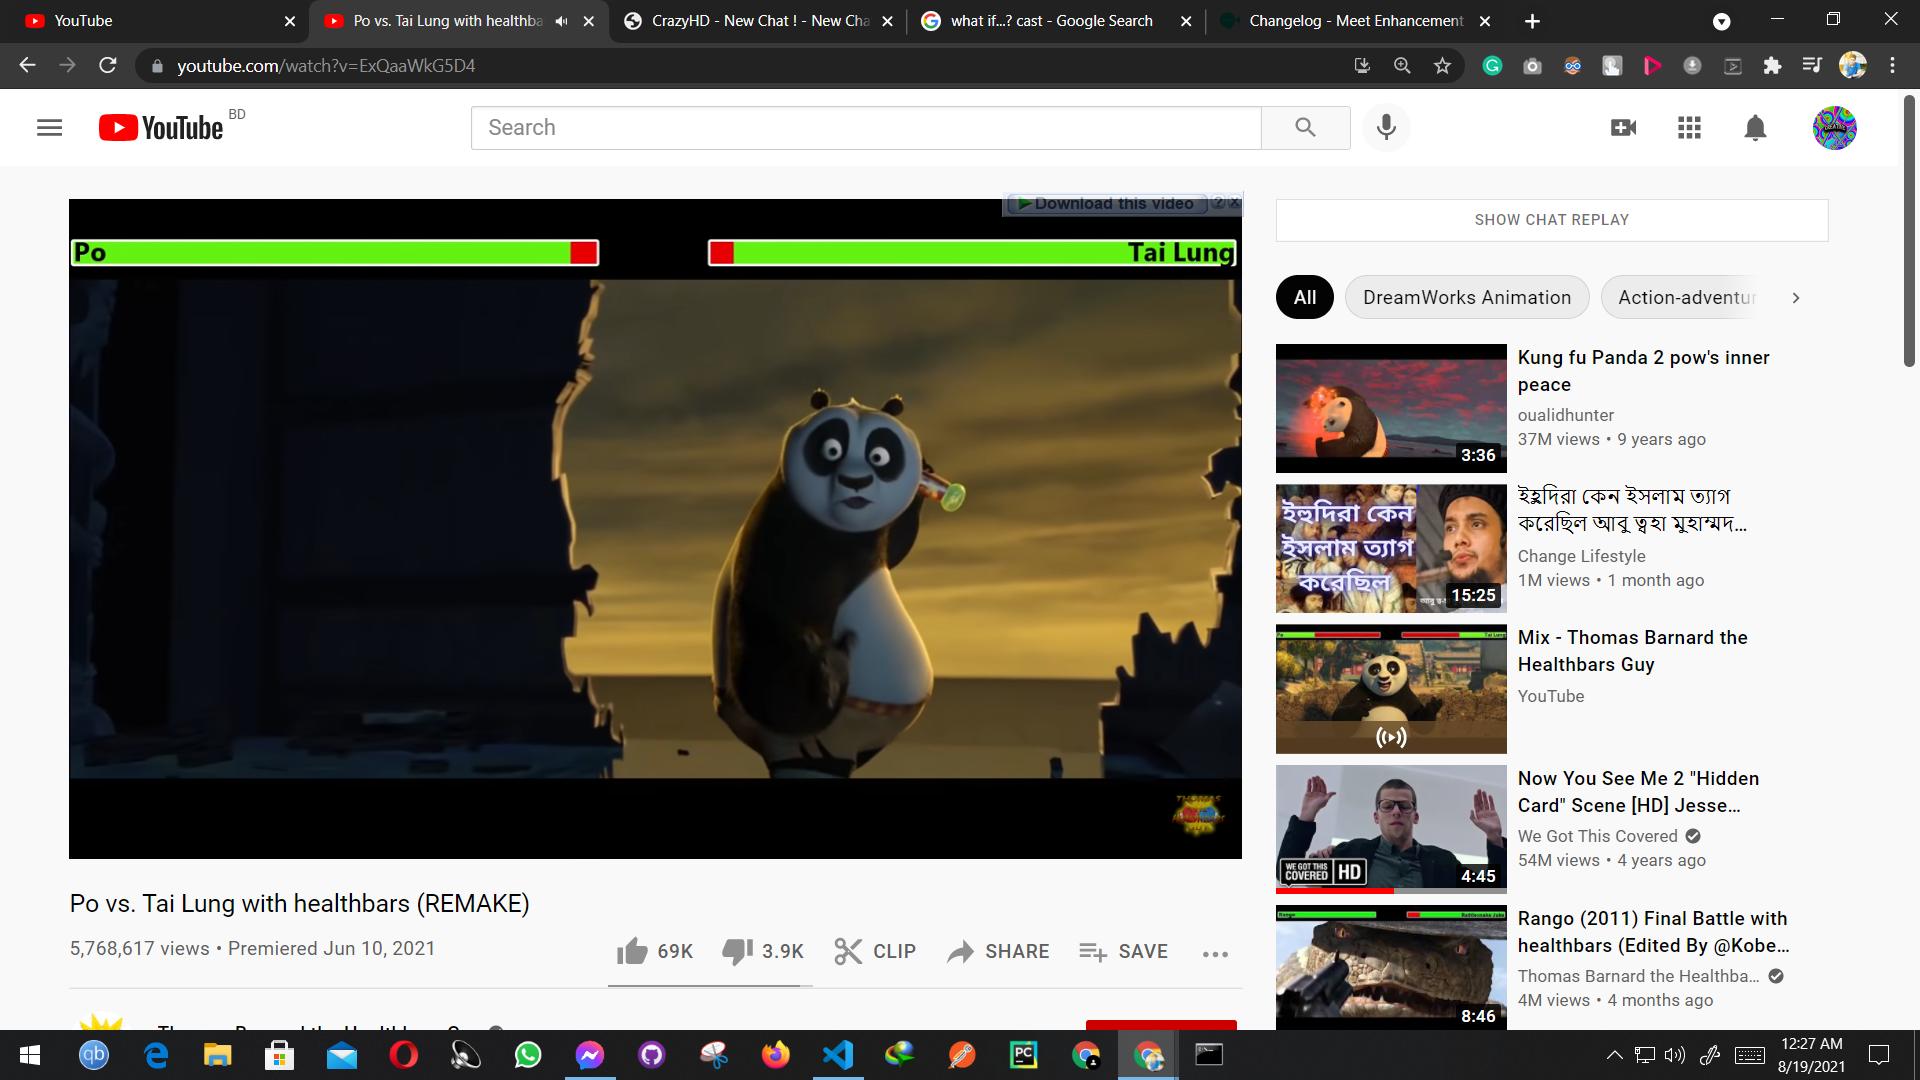 YouTube
Po vs. Tai Lung with healthba
CrazyHD - New Chat ! - New Cha
what if...? cast - Google Search
Changelog - Meet Enhancement
youtube.com/watch?v=ExQaaWkG5D4
YouTube BD
Search
Download this video
Po
Tai Lung
SHOW CHAT REPLAY
All
DreamWorks Animation
Action-adventur
Kung fu Panda 2 pow's inner
peace
oualidhunter
37M views • 9 years ago
3:36
ইহুদিরা কেন
ইসলাম ত্যাগ
করেছিল
15:25
ইহুদিরা কেন ইসলাম ত্যাগ
করেছিল আবু ত্বহা মুহাম্মদ...
Change Lifestyle
1M views • 1 month ago
Mix - Thomas Barnard the
Healthbars Guy
YouTube
WE GOT THIS
COVERED HD
4:45
Now You See Me 2 "Hidden
Card" Scene [HD] Jesse...
We Got This Covered
54M views • 4 years ago
8:46
Rango (2011) Final Battle with
healthbars (Edited By @Kobe...
Thomas Barnard the Healthba...
4M views • 4 months ago
Po vs. Tai Lung with healthbars (REMAKE)
5,768,617 views • Premiered Jun 10, 2021
69K
3.9K
CLIP
SHARE
SAVE
12:27 AM
8/19/2021